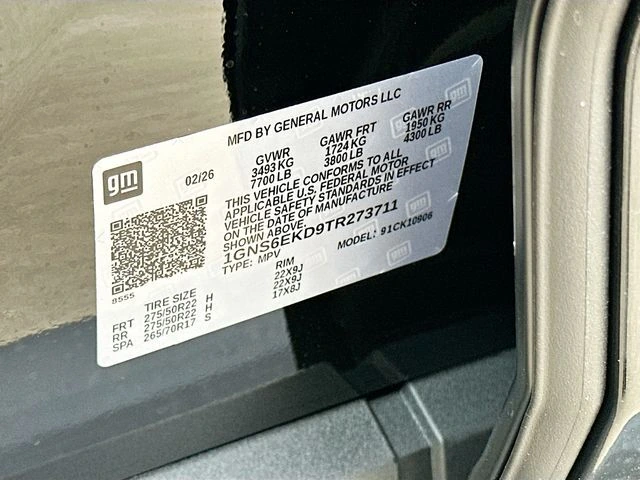 MFD BY GENERAL MOTORS LLC
gm
02/26
GVWR GAWR FRT GAWR RR
3493 KG 1724 KG 1950 KG
7700 LB 3800 LB 4300 LB
THIS VEHICLE CONFORMS TO ALL
APPLICABLE U.S. FEDERAL MOTOR
VEHICLE SAFETY STANDARDS IN EFFECT
ON THE DATE OF MANUFACTURE
SHOWN ABOVE.
1GNS6EKD9TR273711
TYPE: MPV MODEL: 91CK10906
8555
TIRE SIZE RIM
FRT 275/50R22 H 22X9J
RR 275/50R22 H 22X9J
SPA 265/70R17 S 17X8J